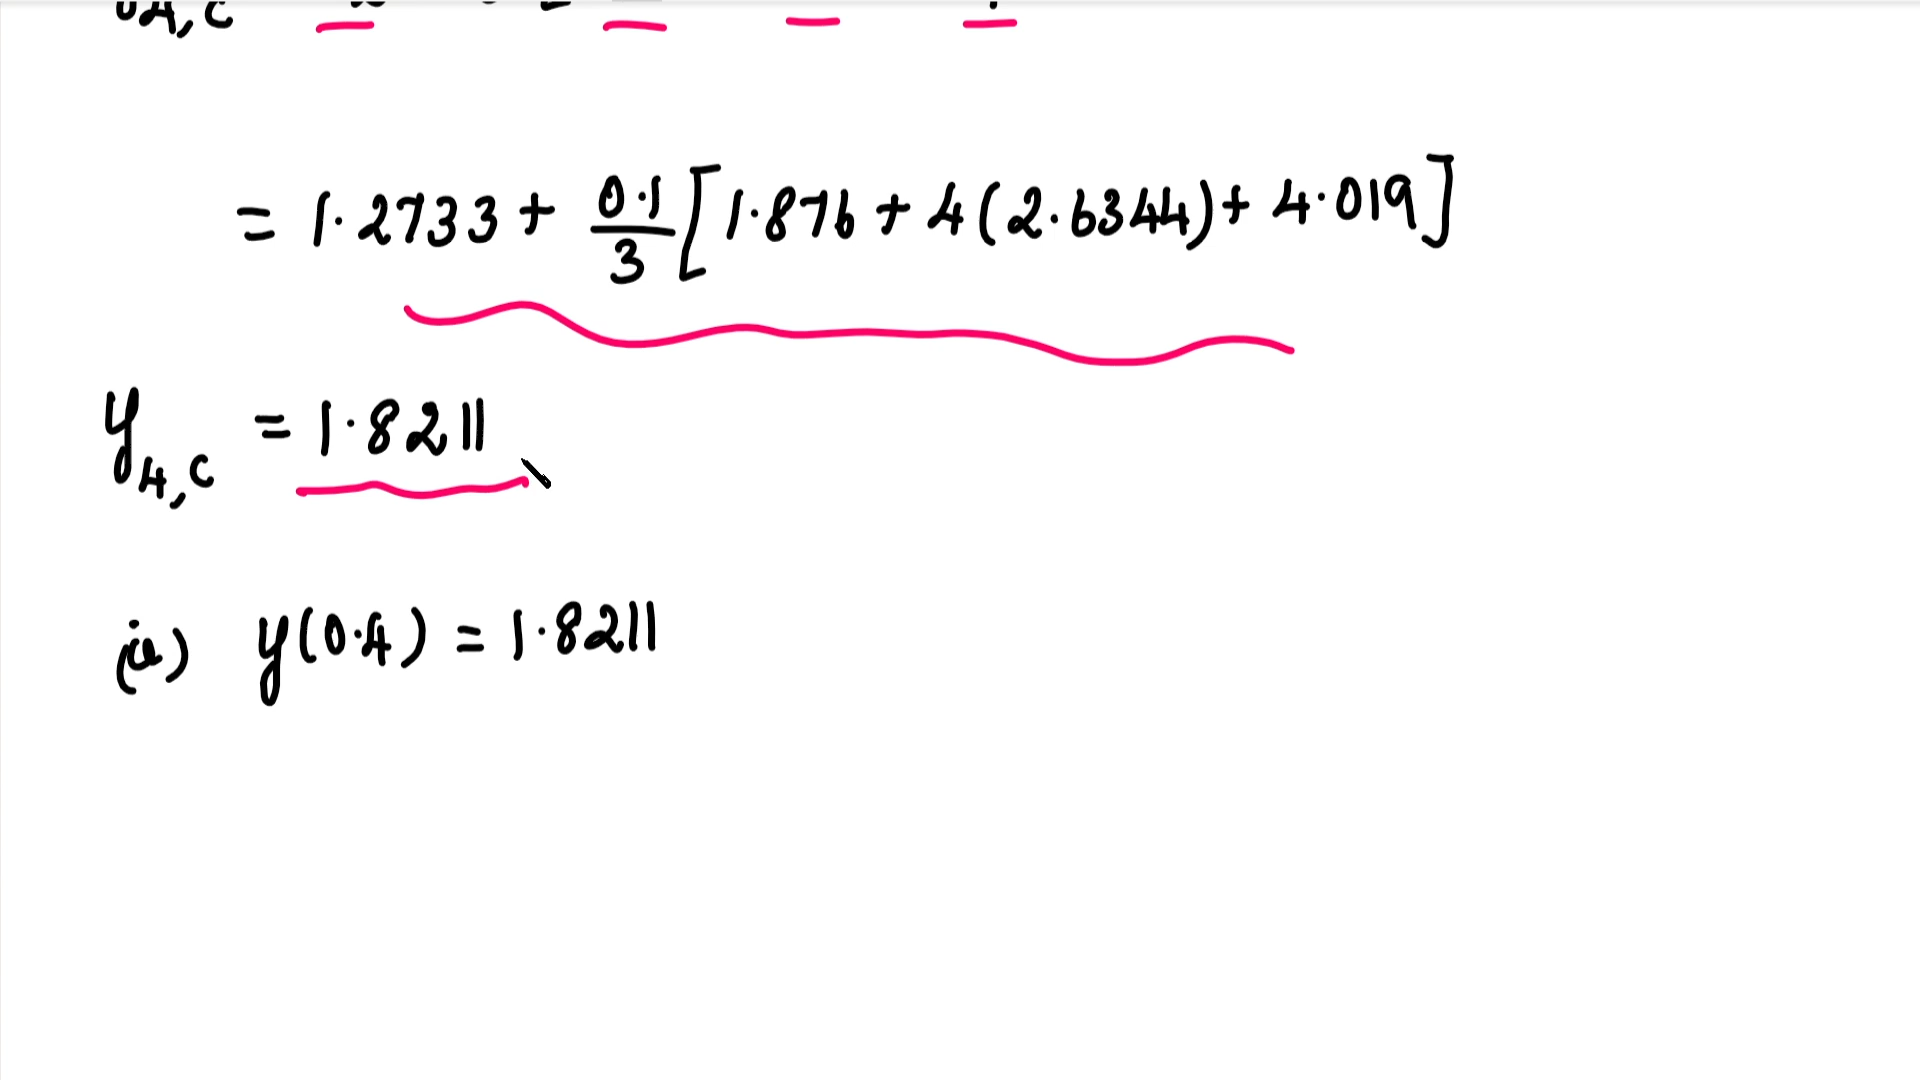 = 1.2733 + 0.1/3 [1.876 + 4(2.6344) + 4.019]
y4,c = 1.8211
(ie) y(0.4) = 1.8211